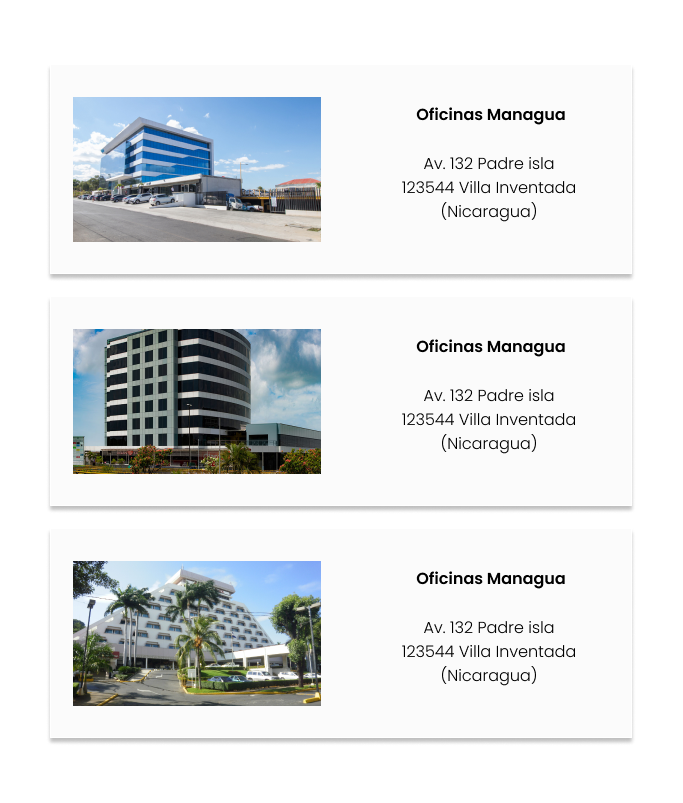 Oficinas Managua
Av. 132 Padre isla
123544 Villa Inventada
(Nicaragua)
Oficinas Managua
Av. 132 Padre isla
123544 Villa Inventada
(Nicaragua)
Oficinas Managua
Av. 132 Padre isla
123544 Villa Inventada
(Nicaragua)